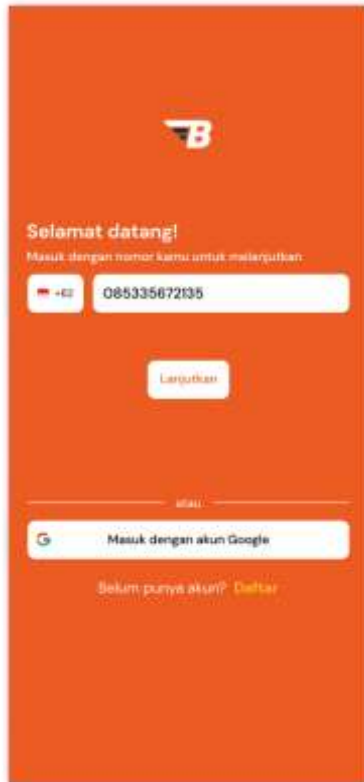 B
Selamat datang!
Masuk dengan nomor kamu untuk melanjutkan
+62 085335672135
Lanjutkan
atau
Masuk dengan akun Google
Belum punya akun? Daftar